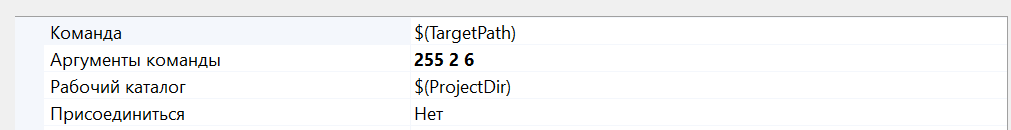 Команда $(TargetPath)
Аргументы команды 255 2 6
Рабочий каталог $(ProjectDir)
Присоединиться Нет